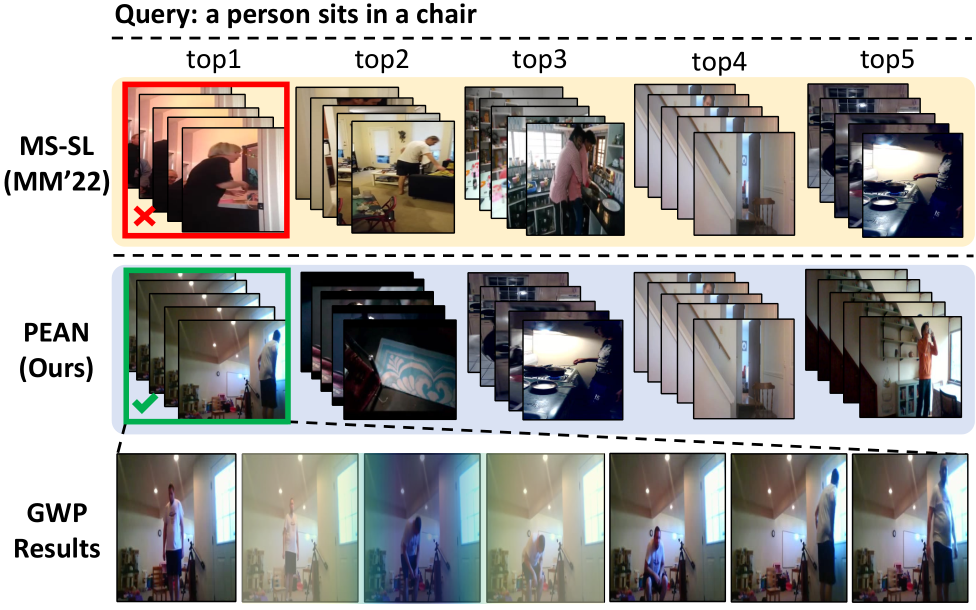 Query: a person sits in a chair
top1 top2 top3 top4 top5
MS-SL
(MM'22)
PEAN
(Ours)
GWP
Results